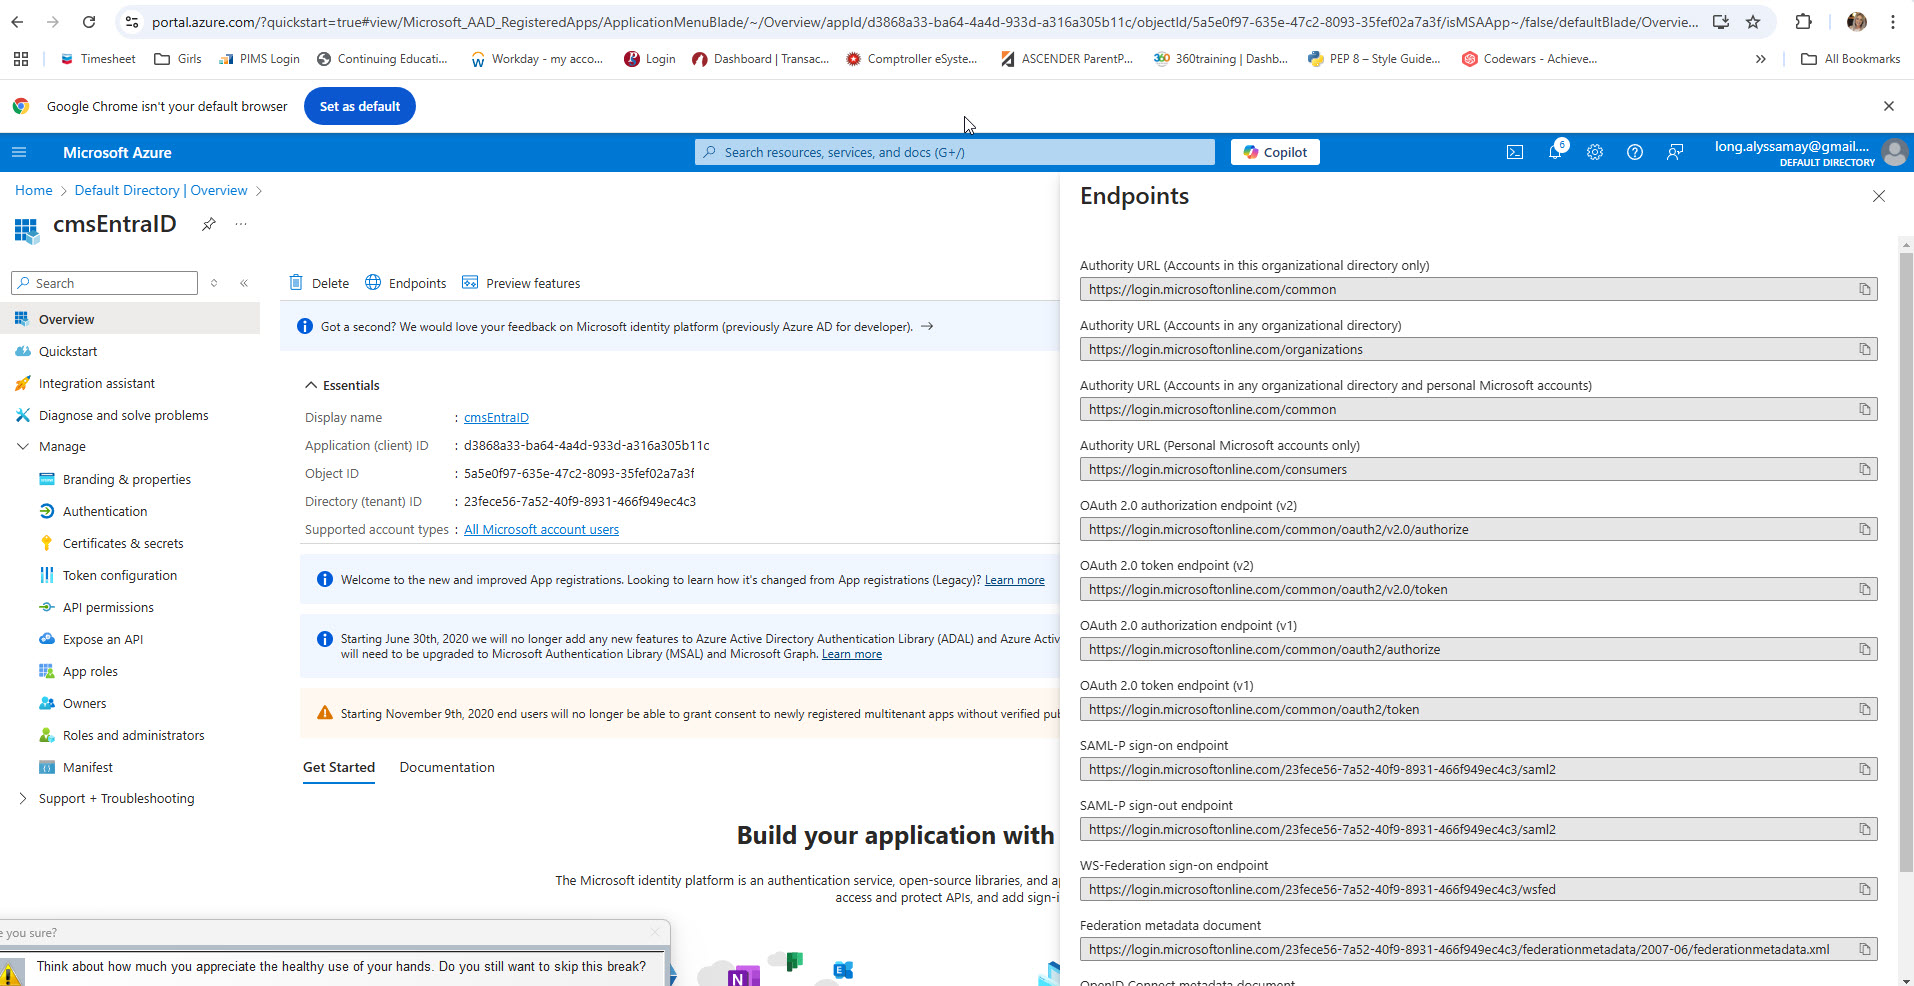 portal.azure.com/?quickstart=true#view/Microsoft_AAD_RegisteredApps/ApplicationMenuBlade/~/Overview/appId/d3868a33-ba64-4a4d-933d-a316a305b11c/objectId/5a5e0f97-635e-47c2-8093-35fef02a7a3f/isMSAApp~/false/defaultBlade/Overvie...
Timesheet Girls PIMS Login Continuing Educati... Workday - my acco... Login Dashboard | Transac... Comptroller eSyste... ASCENDER ParentP... 360training | Dashb... PEP 8 – Style Guide... Codewars - Achieve... » All Bookmarks
Google Chrome isn't your default browser Set as default
Microsoft Azure
Search resources, services, and docs (G+/)
Copilot
6
long.alyssamay@gmail....
DEFAULT DIRECTORY
Home > Default Directory | Overview >
cmsEntraID
...
Search
«
Overview
Quickstart
Integration assistant
Diagnose and solve problems
Manage
Branding & properties
Authentication
Certificates & secrets
Token configuration
API permissions
Expose an API
App roles
Owners
Roles and administrators
Manifest
Support + Troubleshooting
Delete Endpoints Preview features
Got a second? We would love your feedback on Microsoft identity platform (previously Azure AD for developer). →
Essentials
Display name : cmsEntraID
Application (client) ID : d3868a33-ba64-4a4d-933d-a316a305b11c
Object ID : 5a5e0f97-635e-47c2-8093-35fef02a7a3f
Directory (tenant) ID : 23fece56-7a52-40f9-8931-466f949ec4c3
Supported account types : All Microsoft account users
Welcome to the new and improved App registrations. Looking to learn how it's changed from App registrations (Legacy)? Learn more
Starting June 30th, 2020 we will no longer add any new features to Azure Active Directory Authentication Library (ADAL) and Azure Activ
will need to be upgraded to Microsoft Authentication Library (MSAL) and Microsoft Graph. Learn more
Starting November 9th, 2020 end users will no longer be able to grant consent to newly registered multitenant apps without verified pul
Get Started Documentation
Build your application with
The Microsoft identity platform is an authentication service, open-source libraries, and ap
access and protect APIs, and add sign-i
e you sure?
Think about how much you appreciate the healthy use of your hands. Do you still want to skip this break?
N
E
Endpoints
Authority URL (Accounts in this organizational directory only)
https://login.microsoftonline.com/common
Authority URL (Accounts in any organizational directory)
https://login.microsoftonline.com/organizations
Authority URL (Accounts in any organizational directory and personal Microsoft accounts)
https://login.microsoftonline.com/common
Authority URL (Personal Microsoft accounts only)
https://login.microsoftonline.com/consumers
OAuth 2.0 authorization endpoint (v2)
https://login.microsoftonline.com/common/oauth2/v2.0/authorize
OAuth 2.0 token endpoint (v2)
https://login.microsoftonline.com/common/oauth2/v2.0/token
OAuth 2.0 authorization endpoint (v1)
https://login.microsoftonline.com/common/oauth2/authorize
OAuth 2.0 token endpoint (v1)
https://login.microsoftonline.com/common/oauth2/token
SAML-P sign-on endpoint
https://login.microsoftonline.com/23fece56-7a52-40f9-8931-466f949ec4c3/saml2
SAML-P sign-out endpoint
https://login.microsoftonline.com/23fece56-7a52-40f9-8931-466f949ec4c3/saml2
WS-Federation sign-on endpoint
https://login.microsoftonline.com/23fece56-7a52-40f9-8931-466f949ec4c3/wsfed
Federation metadata document
https://login.microsoftonline.com/23fece56-7a52-40f9-8931-466f949ec4c3/federationmetadata/2007-06/federationmetadata.xml
OpenID Connect metadata document